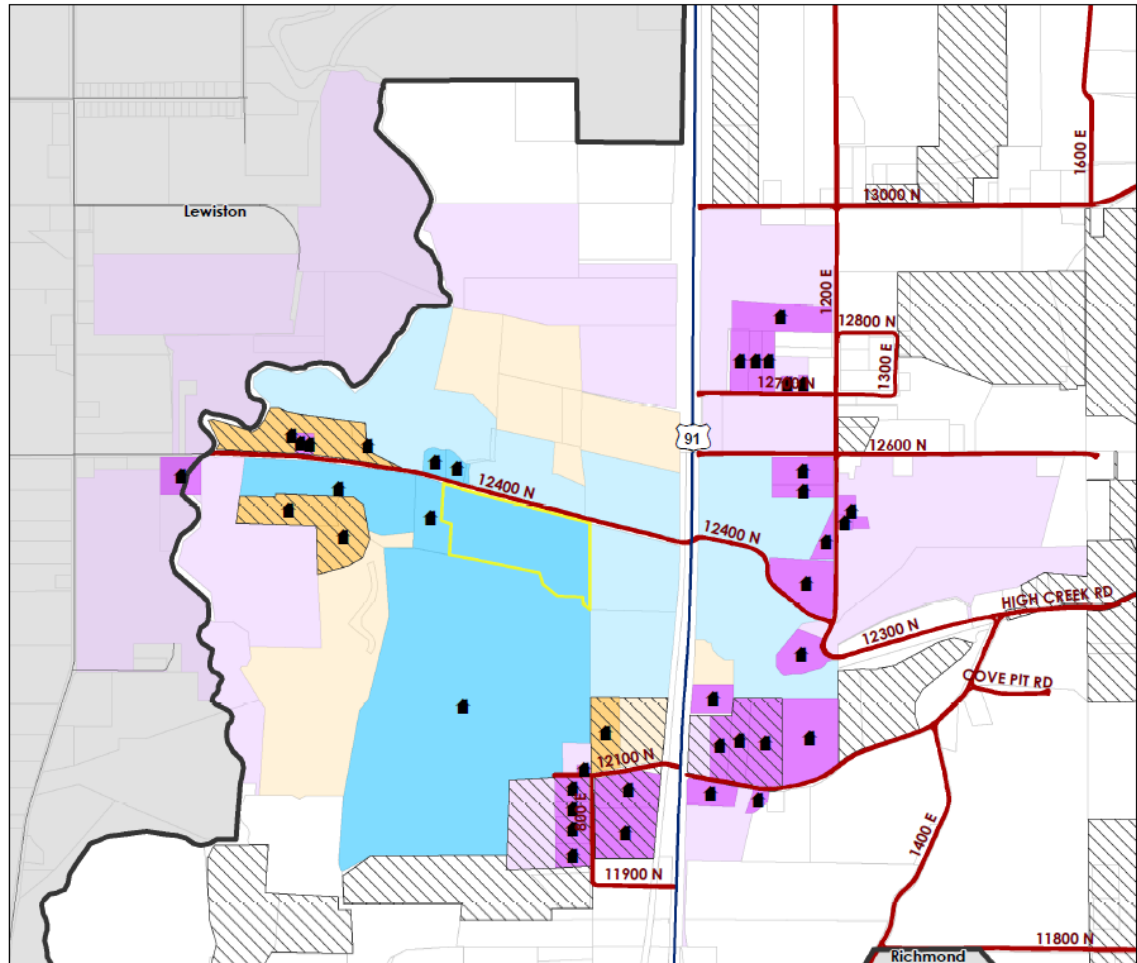 1600 E
13000 N
Lewiston
1200 E
12800 N
1300 E
12700 N
91
12600 N
12400 N
12400 N
HIGH CREEK RD
12300 N
COVE PIT RD
12100 N
800 E
1400 E
11900 N
11800 N
Richmond